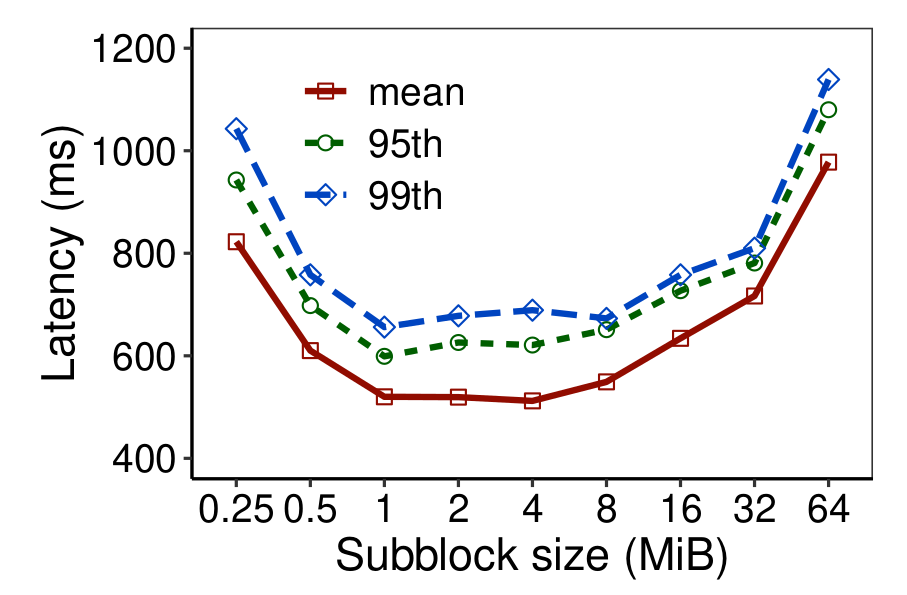 1200
1000
800
600
400
Latency (ms)
mean
95th
99th
0.25 0.5 1 2 4 8 16 32 64
Subblock size (MiB)